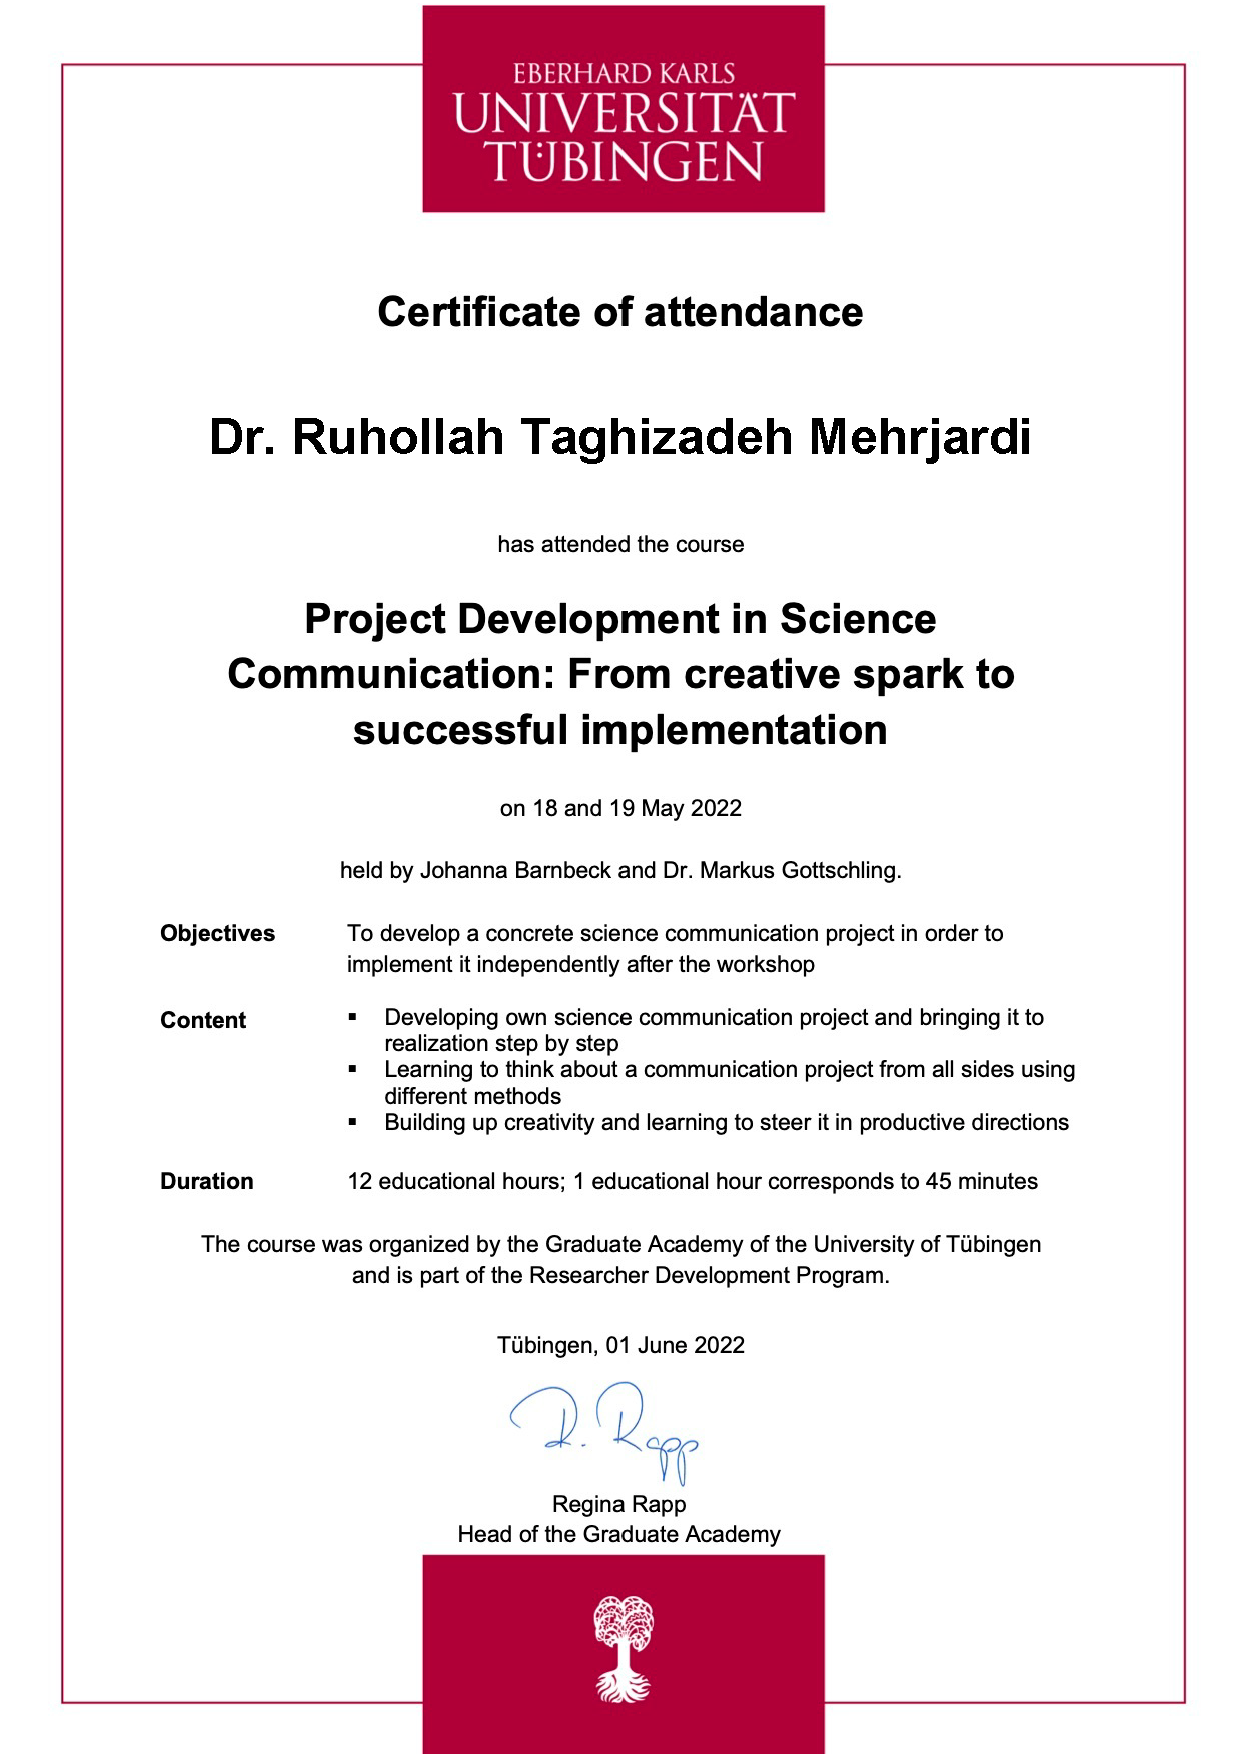 EBERHARD KARLS
UNIVERSITÄT
TÜBINGEN
Certificate of attendance
Dr. Ruhollah Taghizadeh Mehrjardi
has attended the course
Project Development in Science
Communication: From creative spark to
successful implementation
on 18 and 19 May 2022
held by Johanna Barnbeck and Dr. Markus Gottschling.
Objectives To develop a concrete science communication project in order to
implement it independently after the workshop
Content ▪ Developing own science communication project and bringing it to
realization step by step
▪ Learning to think about a communication project from all sides using
different methods
▪ Building up creativity and learning to steer it in productive directions
Duration 12 educational hours; 1 educational hour corresponds to 45 minutes
The course was organized by the Graduate Academy of the University of Tübingen
and is part of the Researcher Development Program.
Tübingen, 01 June 2022
R. Rapp
Regina Rapp
Head of the Graduate Academy